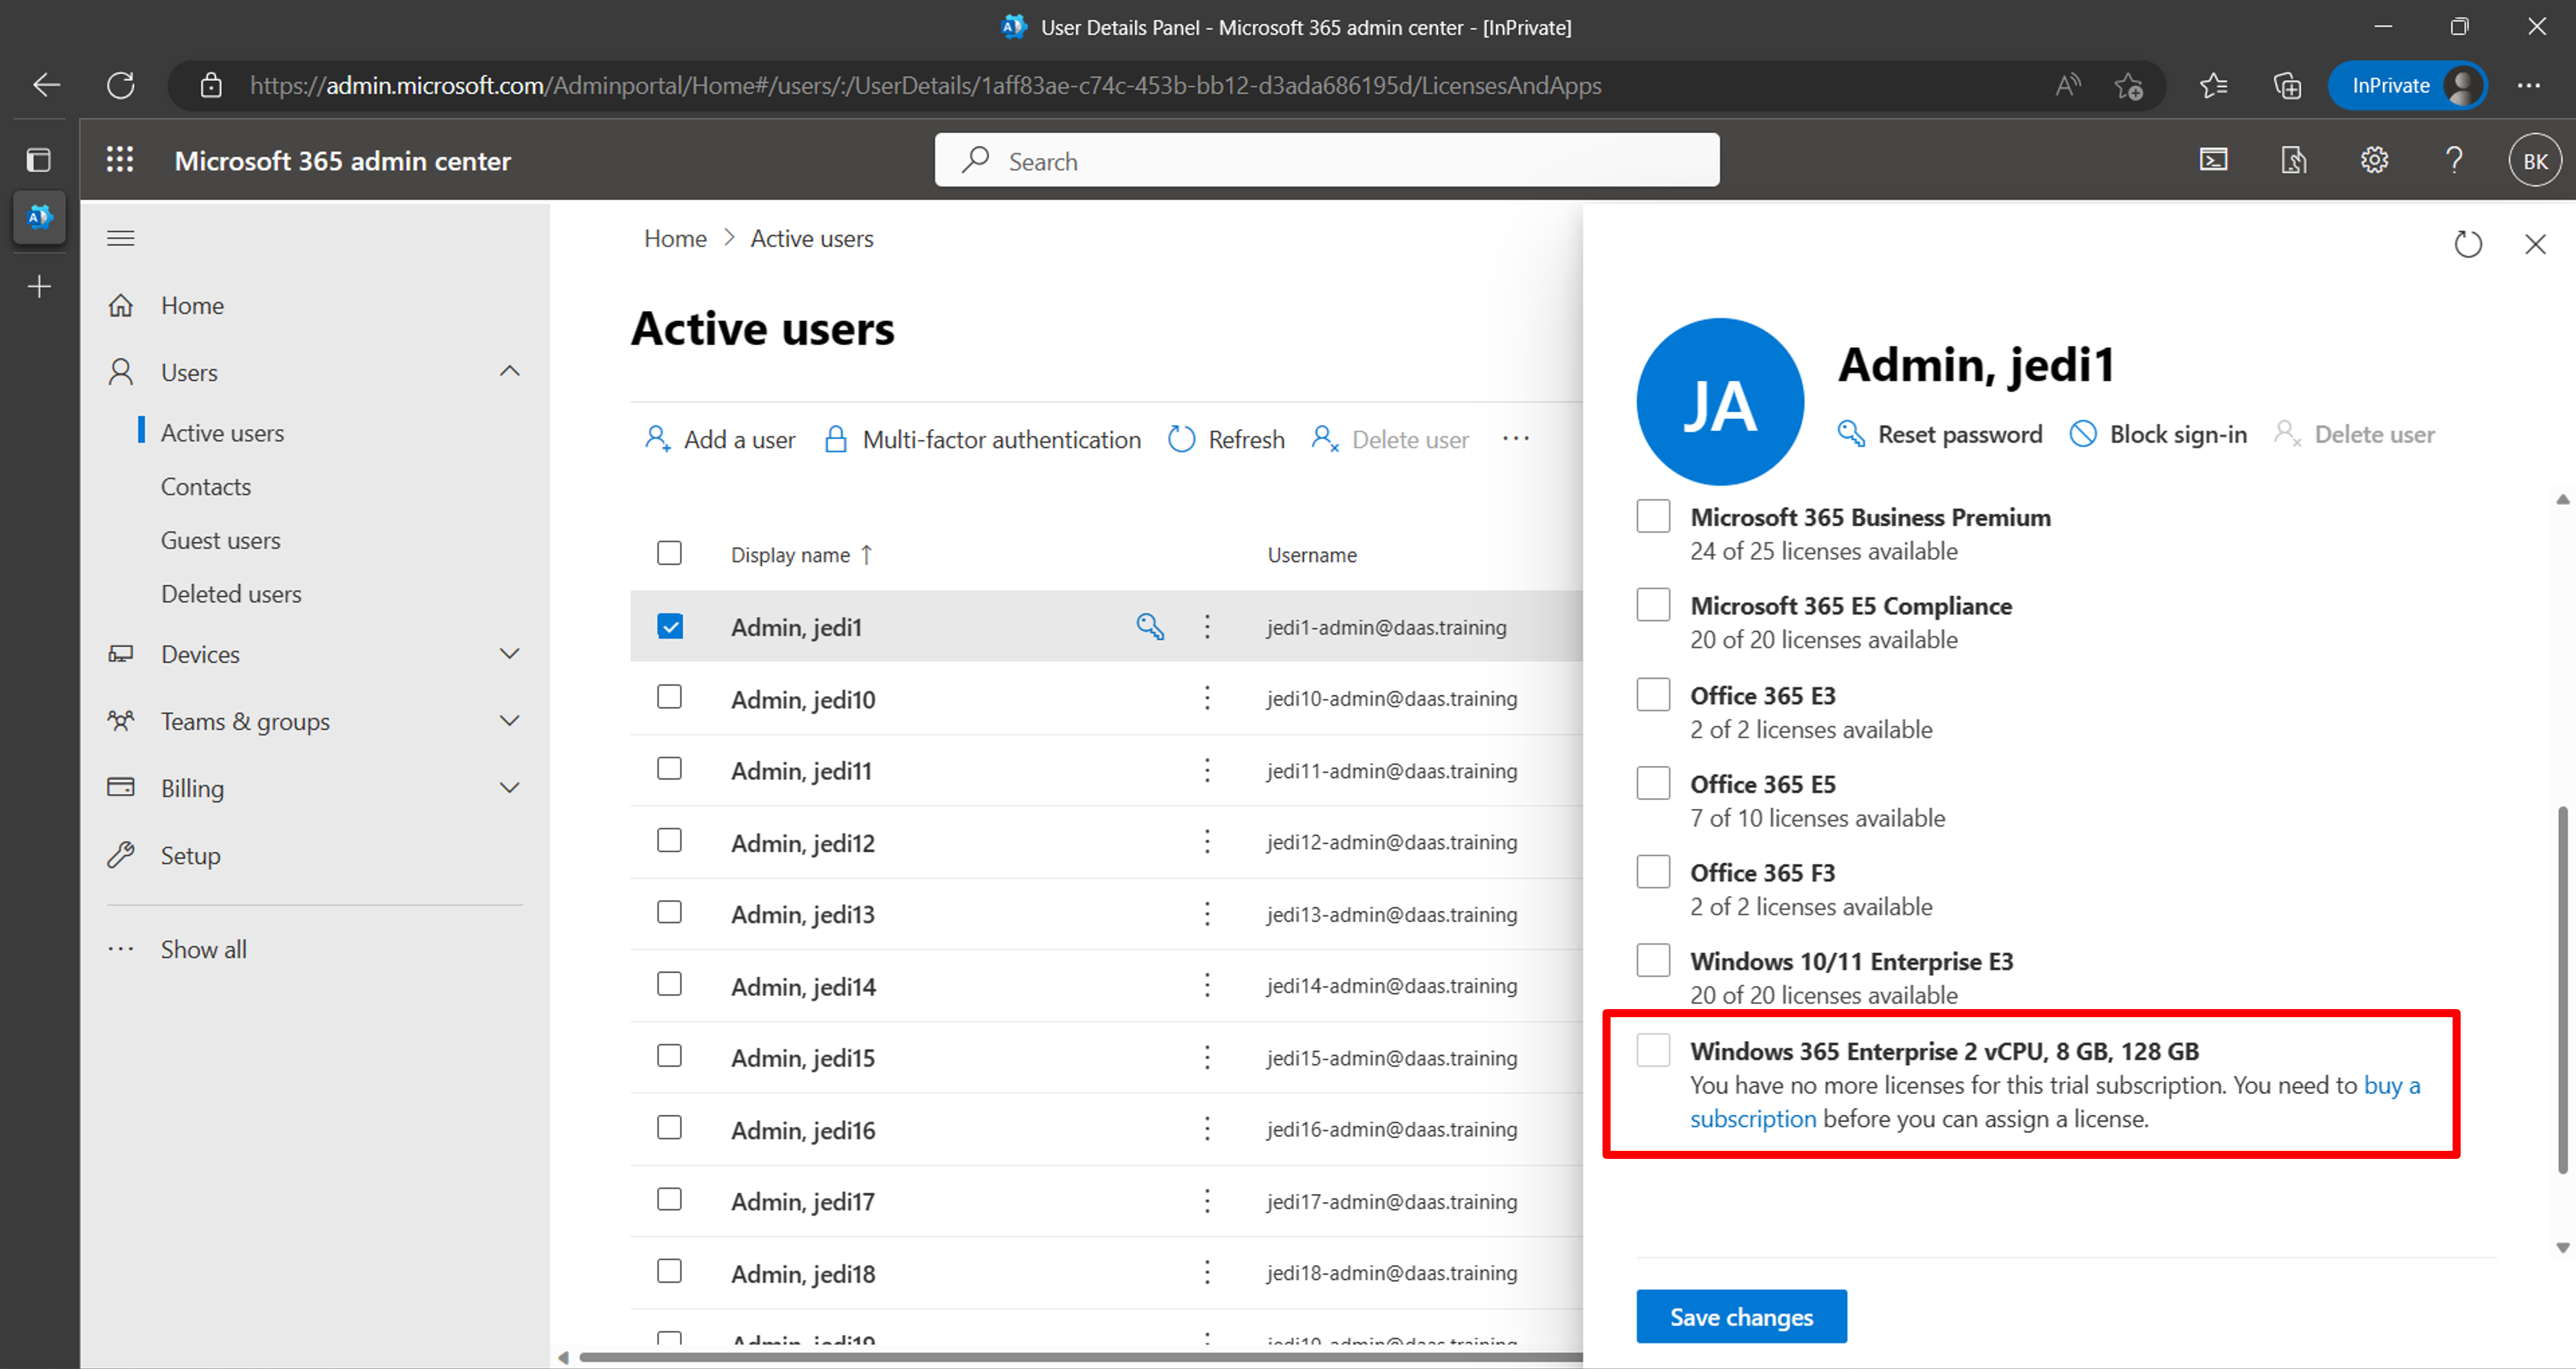 User Details Panel - Microsoft 365 admin center - [InPrivate]
https://admin.microsoft.com/Adminportal/Home#/users/:/UserDetails/1aff83ae-c74c-453b-bb12-d3ada686195d/LicensesAndApps
InPrivate
Microsoft 365 admin center
Search
BK
Home
Users
Active users
Contacts
Guest users
Deleted users
Devices
Teams & groups
Billing
Setup
Show all
Home > Active users
Active users
Add a user Multi-factor authentication Refresh Delete user
Display name ↑ Username
Admin, jedi1 jedi1-admin@daas.training
Admin, jedi10 jedi10-admin@daas.training
Admin, jedi11 jedi11-admin@daas.training
Admin, jedi12 jedi12-admin@daas.training
Admin, jedi13 jedi13-admin@daas.training
Admin, jedi14 jedi14-admin@daas.training
Admin, jedi15 jedi15-admin@daas.training
Admin, jedi16 jedi16-admin@daas.training
Admin, jedi17 jedi17-admin@daas.training
Admin, jedi18 jedi18-admin@daas.training
Admin, jedi19 jedi19-admin@daas.training
JA
Admin, jedi1
Reset password Block sign-in Delete user
Microsoft 365 Business Premium
24 of 25 licenses available
Microsoft 365 E5 Compliance
20 of 20 licenses available
Office 365 E3
2 of 2 licenses available
Office 365 E5
7 of 10 licenses available
Office 365 F3
2 of 2 licenses available
Windows 10/11 Enterprise E3
20 of 20 licenses available
Windows 365 Enterprise 2 vCPU, 8 GB, 128 GB
You have no more licenses for this trial subscription. You need to buy a
subscription before you can assign a license.
Save changes